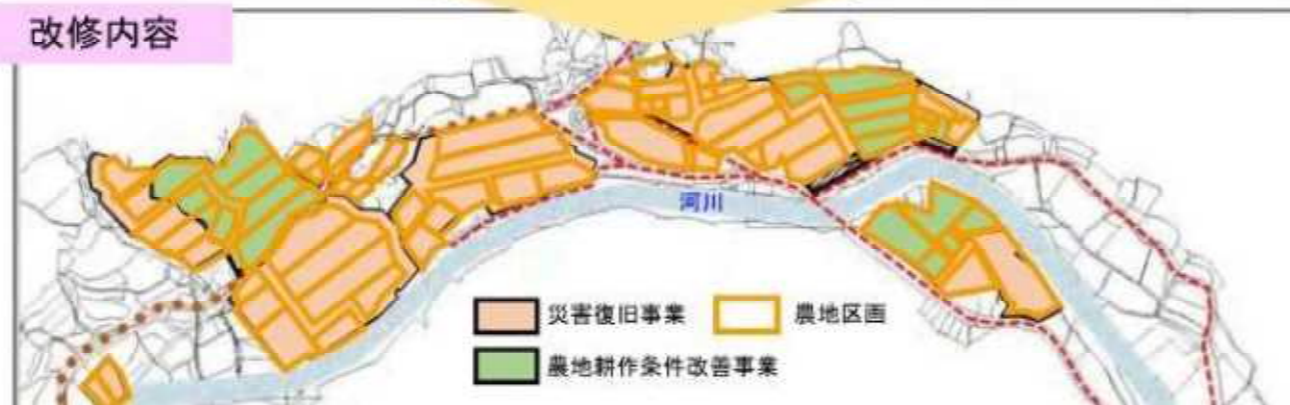 改修内容
河川
災害復旧事業
農地区画
農地耕作条件改善事業